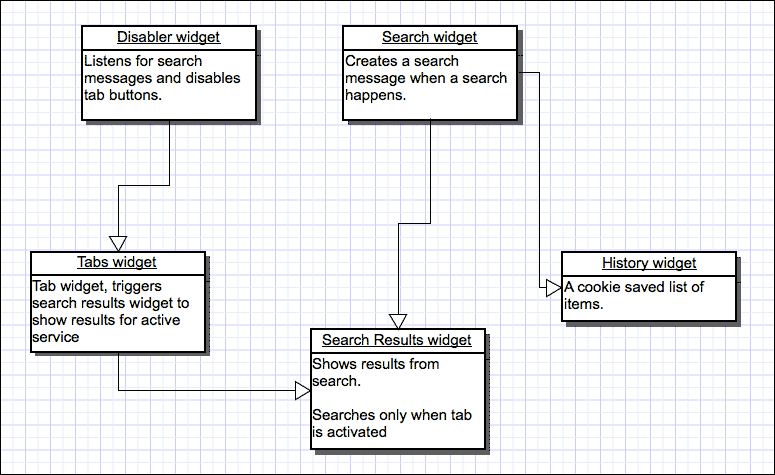 Disabler widget
Listens for search
messages and disables
tab buttons.
Search widget
Creates a search
message when a search
happens.
Tabs widget
Tab widget, triggers
search results widget to
show results for active
service
History widget
A cookie saved list of
items.
Search Results widget
Shows results from
search.
Searches only when tab
is activated